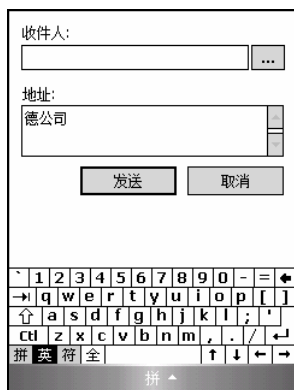 收件人:
...
地址:
德公司
发送 取消
` 1 2 3 4 5 6 7 8 9 0 - =
q w e r t y u i o p [ ]
a s d f g h j k l ; '
Ctl z x c v b n m , . /
拼 英 符 全
拼